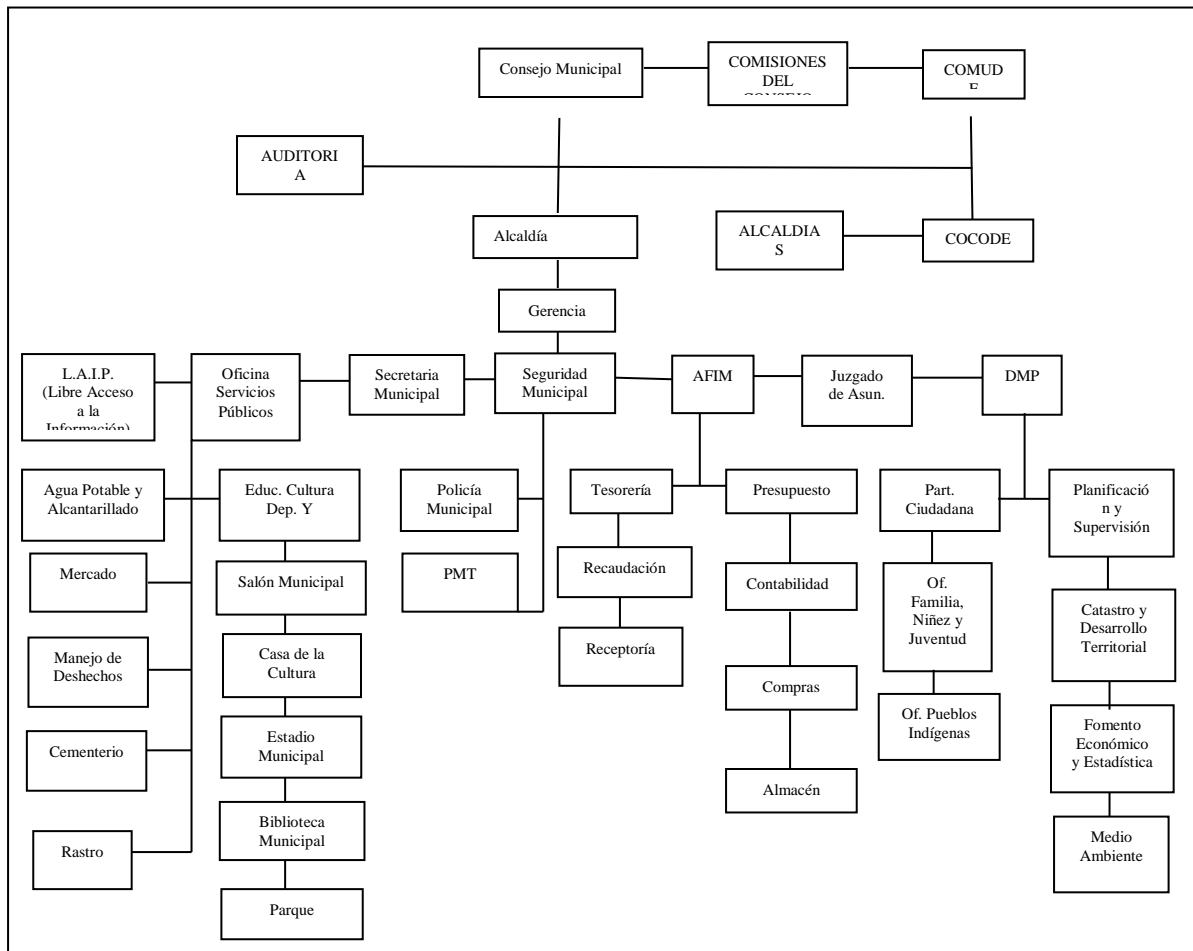 Consejo Municipal
COMISIONES
DEL
CONSEJO
COMUD
E
AUDITORI
A
Alcaldía
ALCALDIA
S
COCODE
Gerencia
L.A.I.P.
(Libre Acceso
a la
Información)
Oficina
Servicios
Públicos
Secretaria
Municipal
Seguridad
Municipal
AFIM
Juzgado
de Asun.
DMP
Agua Potable y
Alcantarillado
Educ. Cultura
Dep. Y
Policía
Municipal
Tesorería
Presupuesto
Part.
Ciudadana
Planificació
n y
Supervisión
Mercado
Salón Municipal
PMT
Recaudación
Contabilidad
Of.
Familia,
Niñez y
Juventud
Catastro y
Desarrollo
Territorial
Manejo de
Deshechos
Casa de la
Cultura
Receptoría
Compras
Of. Pueblos
Indígenas
Cementerio
Estadio
Municipal
Almacén
Fomento
Económico
y Estadística
Rastro
Biblioteca
Municipal
Medio
Ambiente
Parque